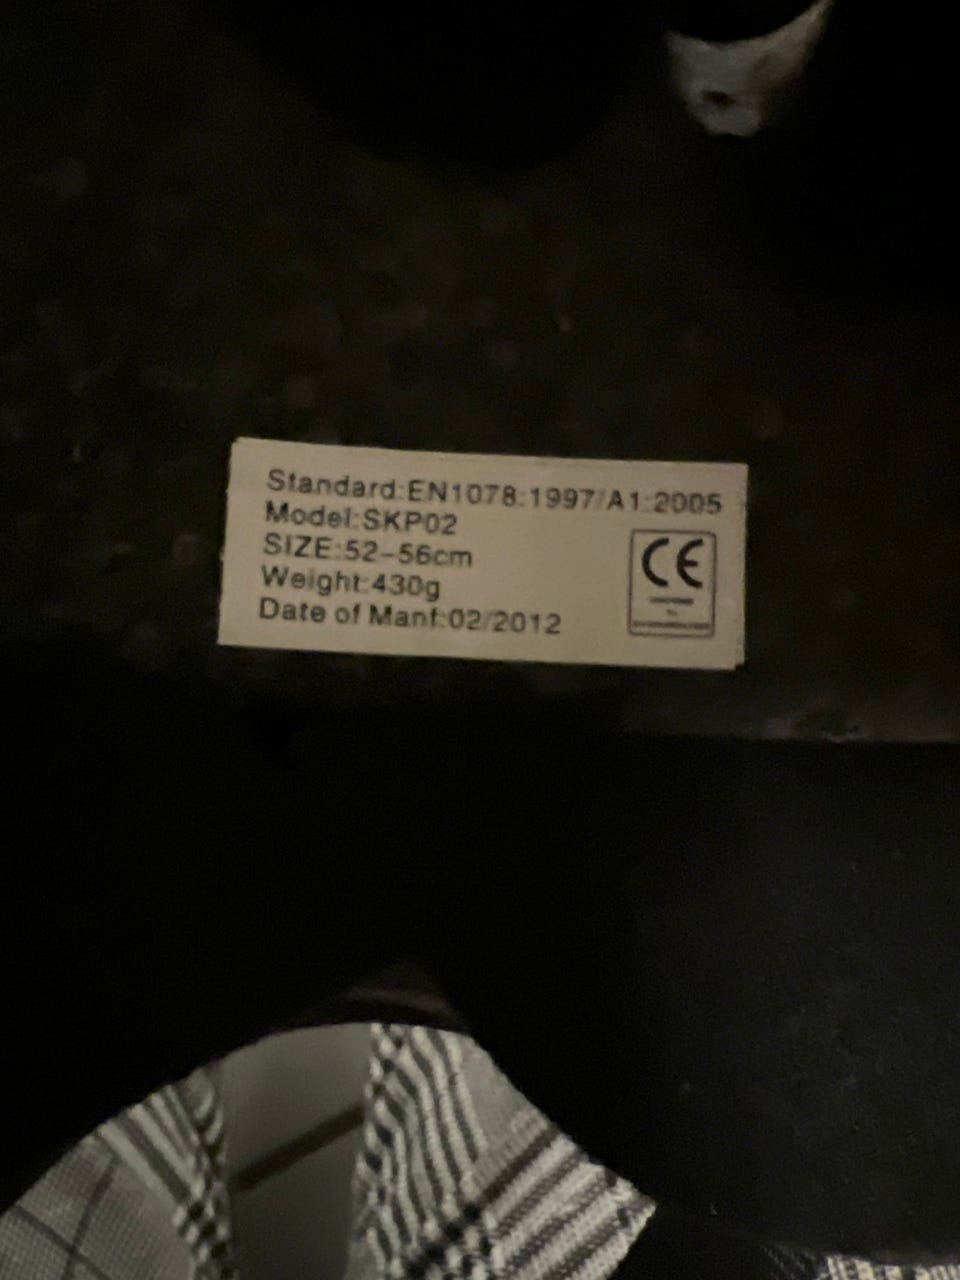 Standard:EN1078:1997/A1:2005
Model:SKP02
SIZE:52-56cm
Weight:430g
Date of Manf:02/2012
CE